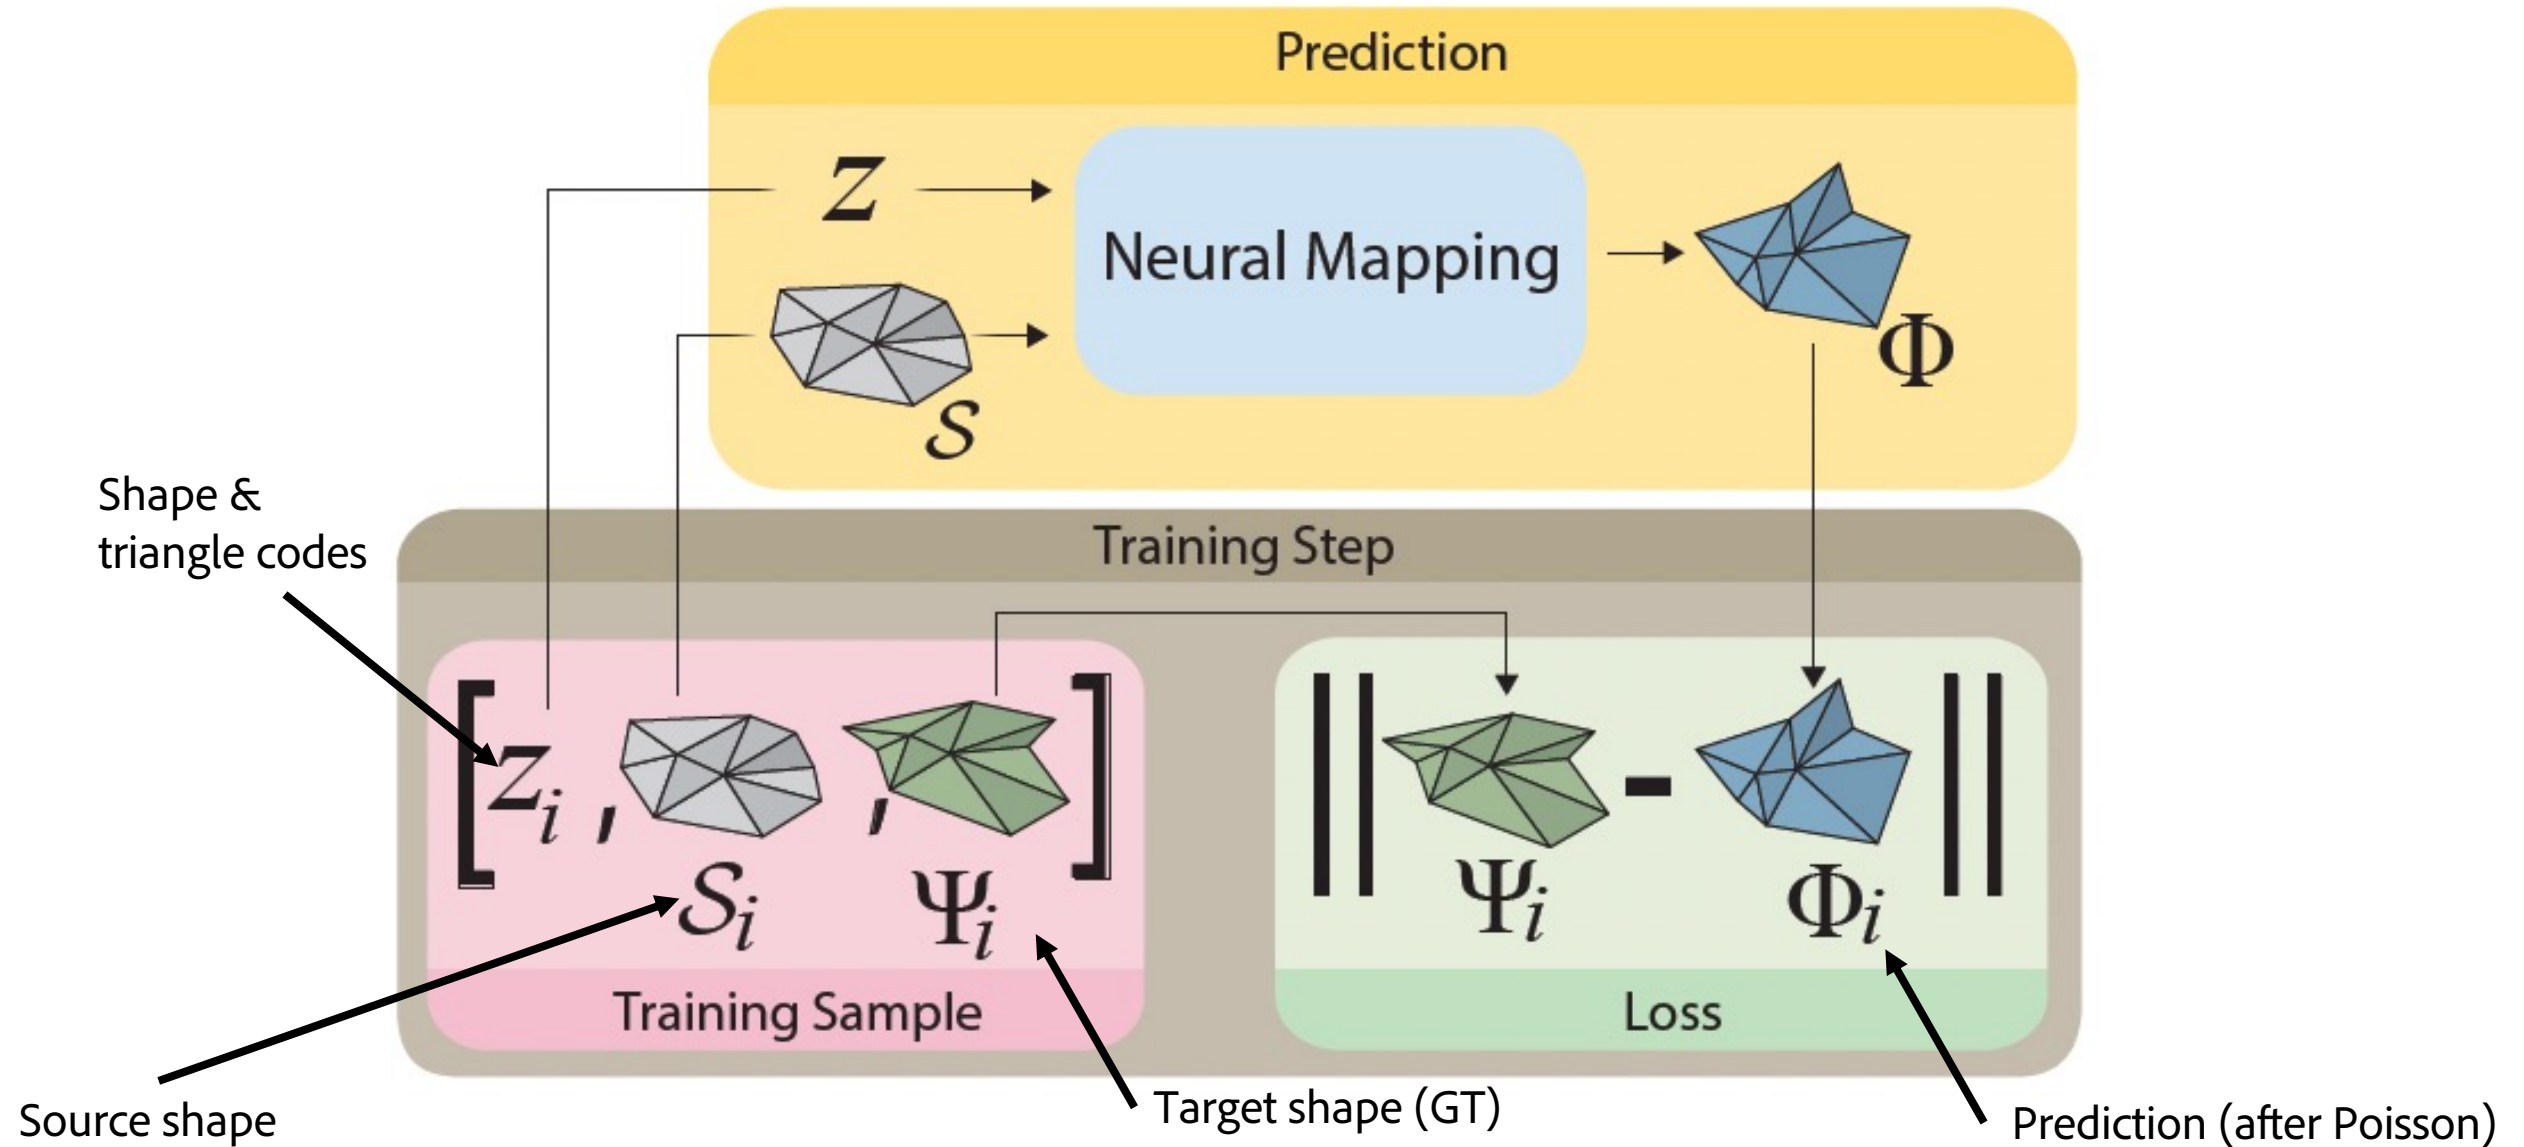 Prediction
z
Neural Mapping
𝒮
Φ
Shape &
triangle codes
Training Step
[z_i , 𝒮_i , Ψ_i]
|| Ψ_i - Φ_i ||
Training Sample
Loss
Source shape
Target shape (GT)
Prediction (after Poisson)